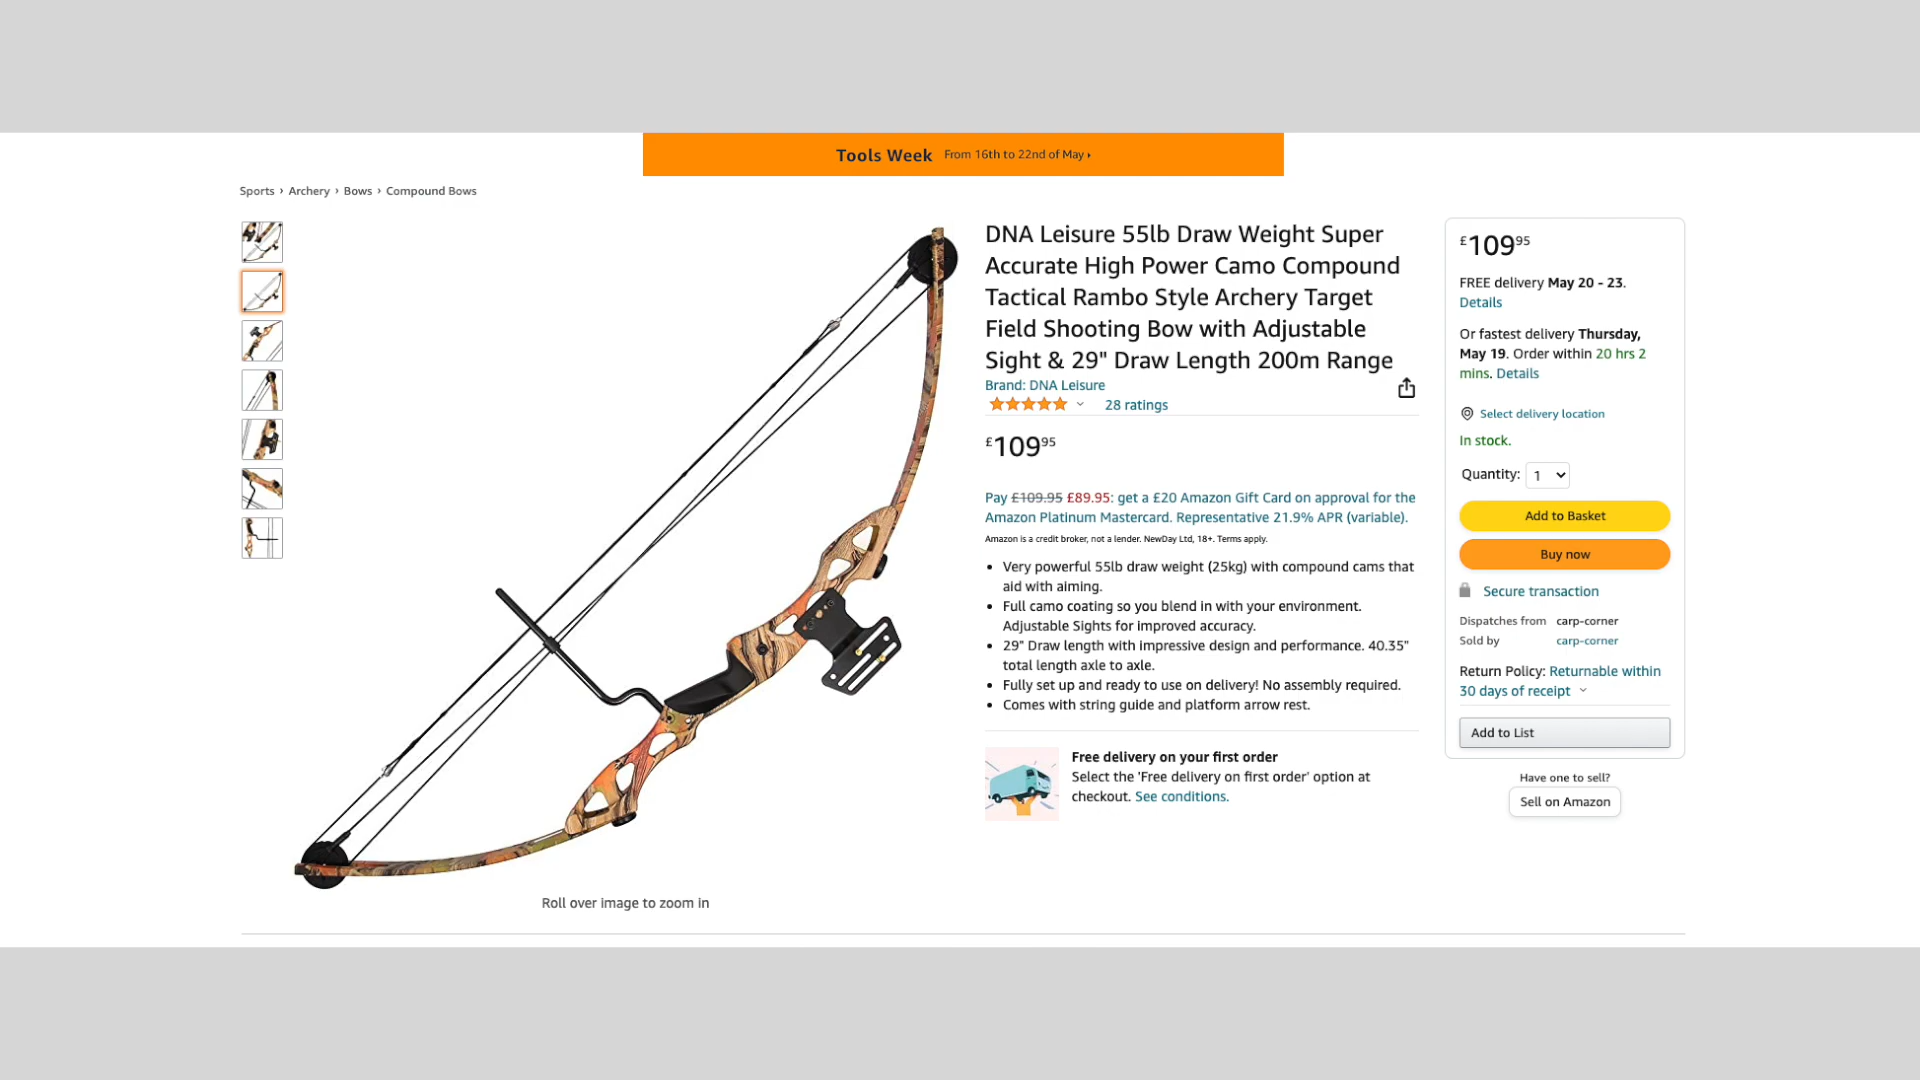 Tools Week From 16th to 22nd of May ›
Sports › Archery › Bows › Compound Bows
DNA Leisure 55lb Draw Weight Super
Accurate High Power Camo Compound
Tactical Rambo Style Archery Target
Field Shooting Bow with Adjustable
Sight & 29" Draw Length 200m Range
Brand: DNA Leisure
28 ratings
£109.95
Pay £109.95 £89.95: get a £20 Amazon Gift Card on approval for the
Amazon Platinum Mastercard. Representative 21.9% APR (variable).
Amazon is a credit broker, not a lender. NewDay Ltd, 18+. Terms apply.
• Very powerful 55lb draw weight (25kg) with compound cams that
aid with aiming.
• Full camo coating so you blend in with your environment.
Adjustable Sights for improved accuracy.
• 29" Draw length with impressive design and performance. 40.35"
total length axle to axle.
• Fully set up and ready to use on delivery! No assembly required.
• Comes with string guide and platform arrow rest.
Free delivery on your first order
Select the 'Free delivery on first order' option at
checkout. See conditions.
Roll over image to zoom in
£109.95
FREE delivery May 20 - 23.
Details
Or fastest delivery Thursday,
May 19. Order within 20 hrs 2
mins. Details
Select delivery location
In stock.
Quantity: 1
Add to Basket
Buy now
Secure transaction
Dispatches from carp-corner
Sold by carp-corner
Return Policy: Returnable within
30 days of receipt
Add to List
Have one to sell?
Sell on Amazon